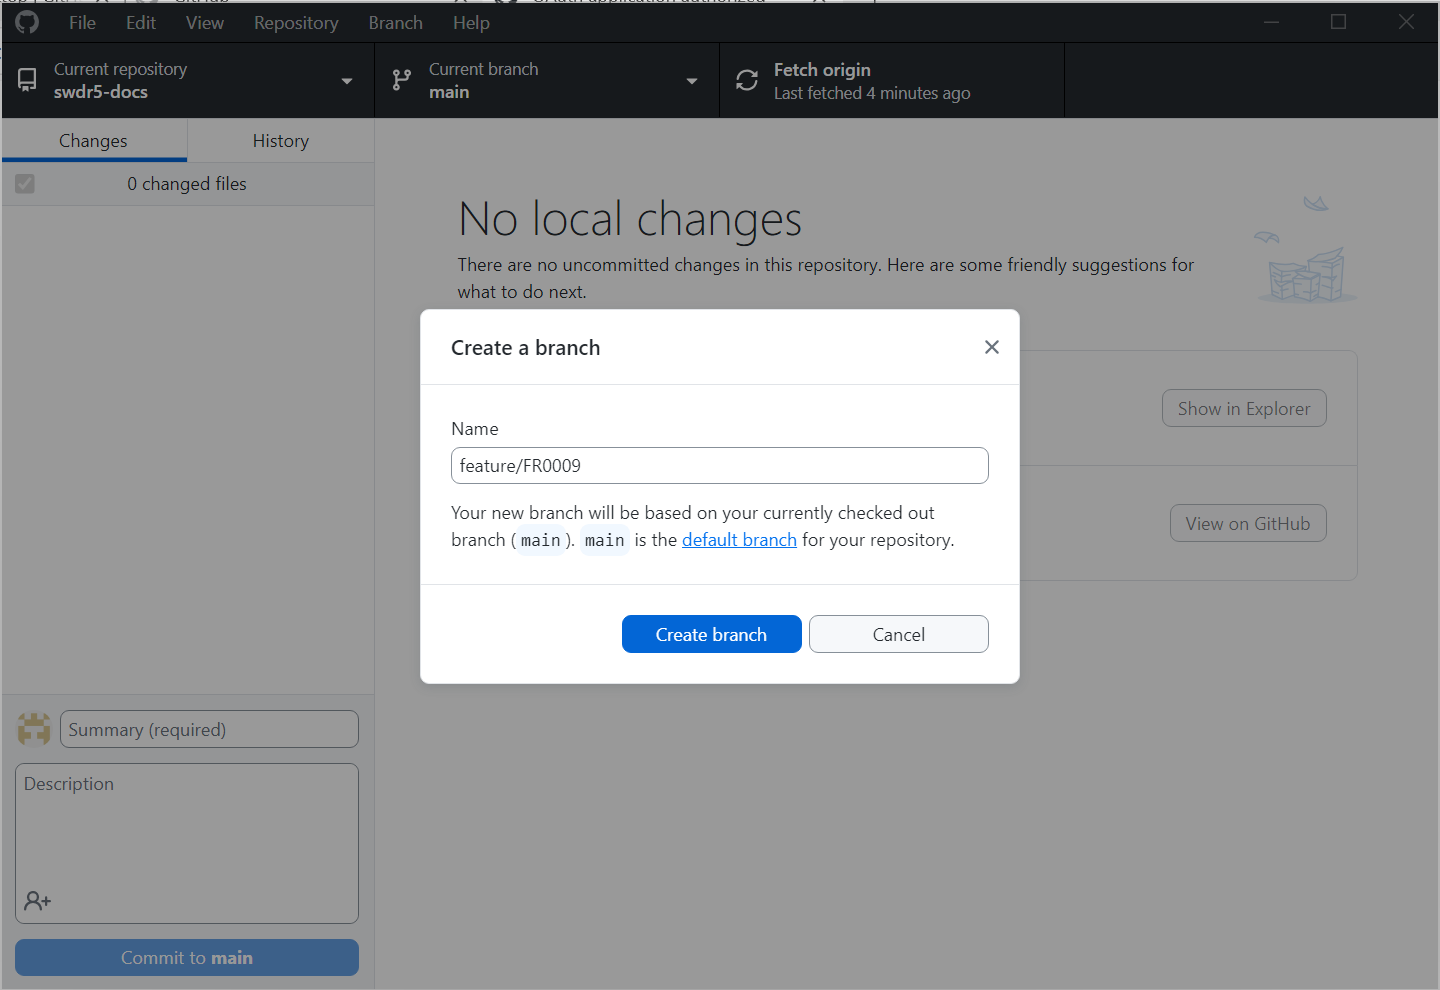 File Edit View Repository Branch Help
Current repository
swdr5-docs
Current branch
main
Fetch origin
Last fetched 4 minutes ago
Changes History
0 changed files
No local changes
There are no uncommitted changes in this repository. Here are some friendly suggestions for
what to do next.
Show in Explorer
View on GitHub
Create a branch
Name
feature/FR0009
Your new branch will be based on your currently checked out
branch (main). main is the default branch for your repository.
Create branch Cancel
Summary (required)
Description
Commit to main